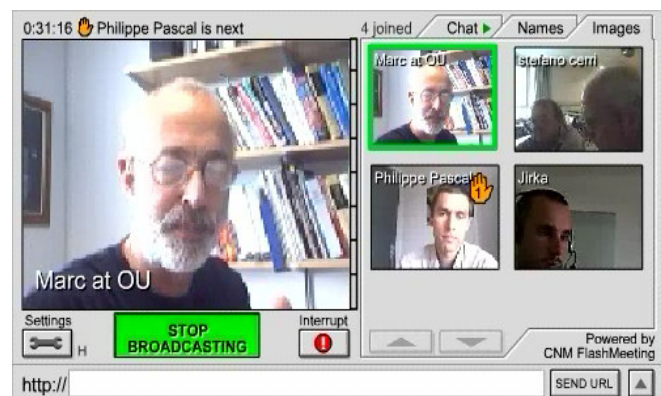 0:31:16 Philippe Pascal is next
4 joined
Chat
Names
Images
Marc at OU
stefano cerri
Philippe Pascal
1
Jirka
Marc at OU
Settings
H
STOP
BROADCASTING
Interrupt
Powered by
CNM FlashMeeting
http://
SEND URL